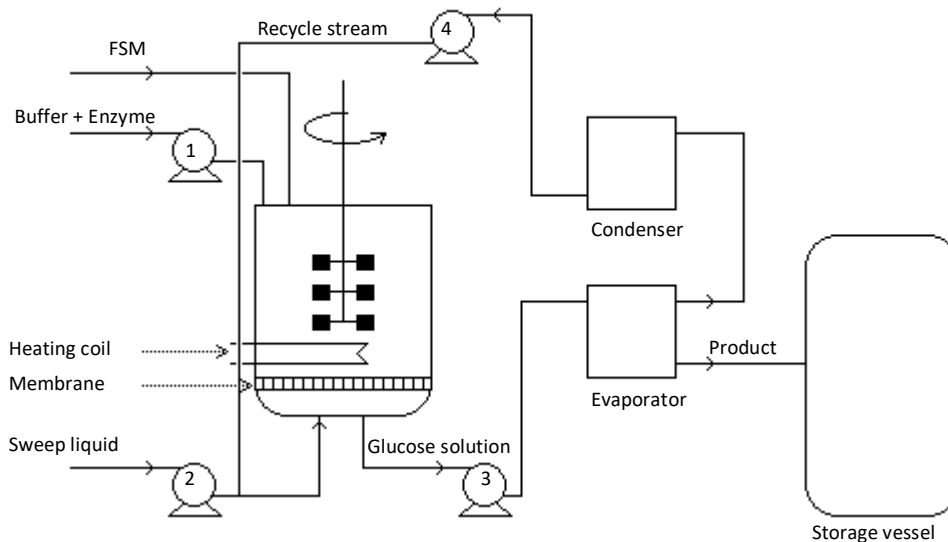 Recycle stream
4
FSM
Buffer + Enzyme
1
Condenser
Heating coil
Membrane
Product
Evaporator
Sweep liquid
2
Glucose solution
3
Storage vessel